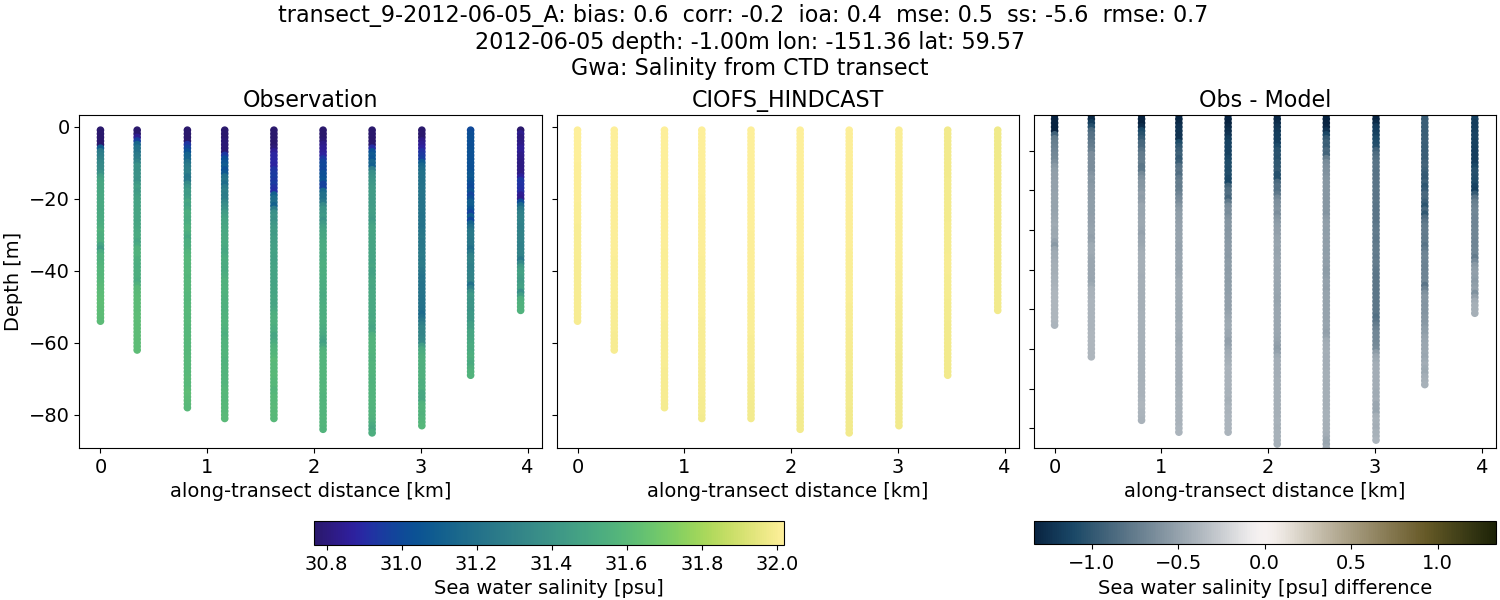 transect_9-2012-06-05_A: bias: 0.6 corr: -0.2 ioa: 0.4 mse: 0.5 ss: -5.6 rmse: 0.7
2012-06-05 depth: -1.00m lon: -151.36 lat: 59.57
Gwa: Salinity from CTD transect
Observation
CIOFS_HINDCAST
Obs - Model
Depth [m]
0
−20
−40
−60
−80
0 1 2 3 4
0 1 2 3 4
0 1 2 3 4
along-transect distance [km]
along-transect distance [km]
along-transect distance [km]
30.8 31.0 31.2 31.4 31.6 31.8 32.0
Sea water salinity [psu]
−1.0 −0.5 0.0 0.5 1.0
Sea water salinity [psu] difference